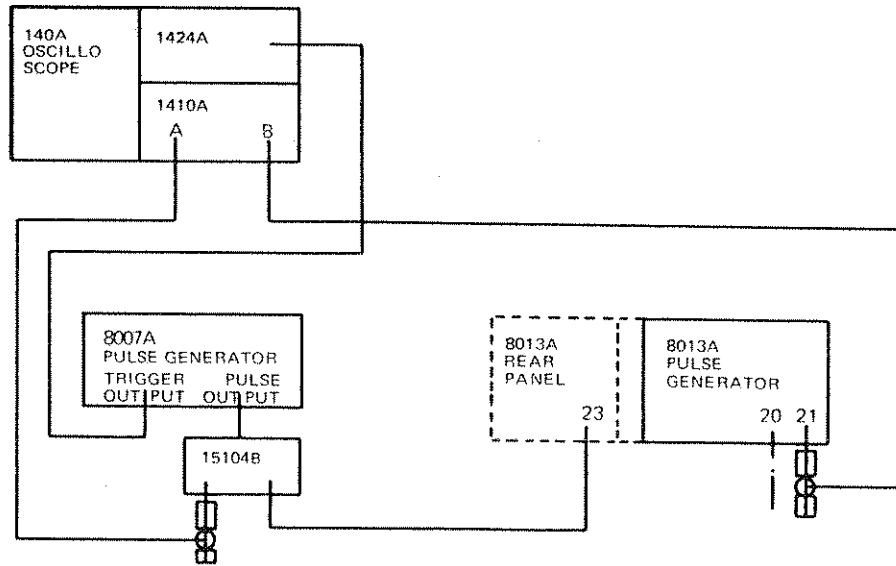 140A
OSCILLO
SCOPE
1424A
1410A
A B
8007A
PULSE GENERATOR
TRIGGER PULSE
OUTPUT OUTPUT
15104B
8013A
REAR
PANEL
23
8013A
PULSE
GENERATOR
20 21